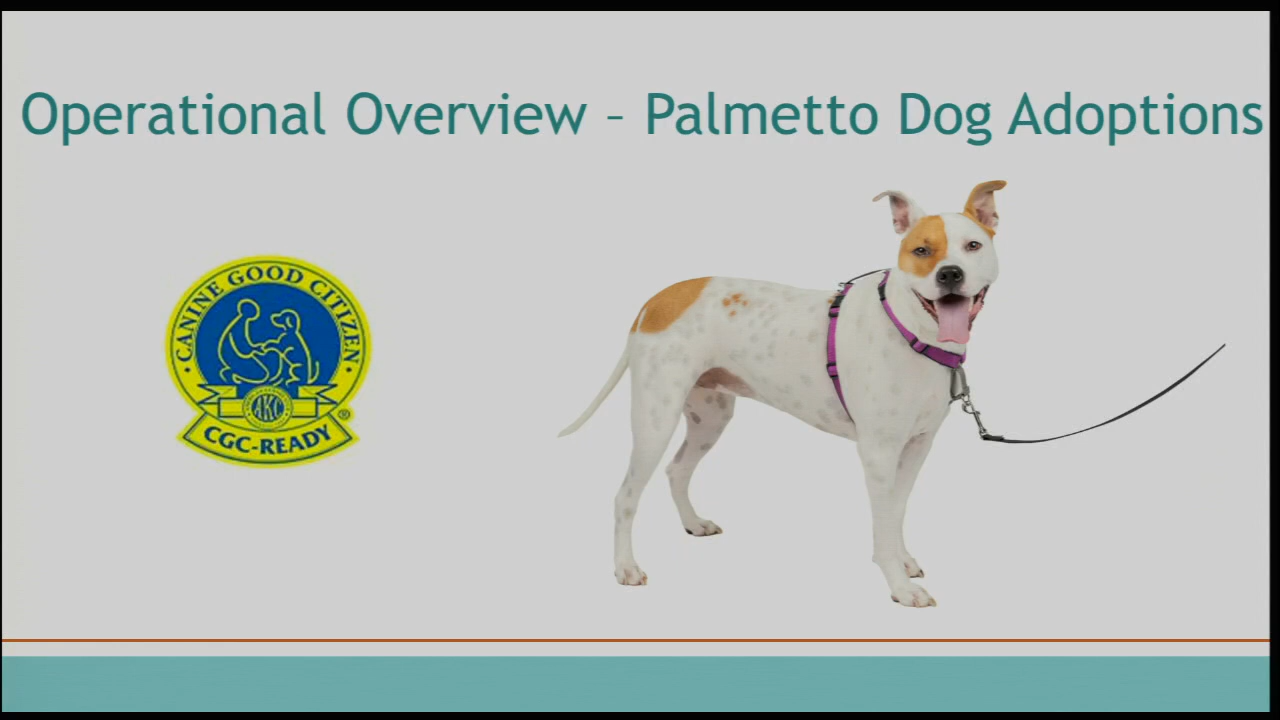 Operational Overview – Palmetto Dog Adoptions
• CANINE GOOD CITIZEN •
AKC
®
CGC-READY